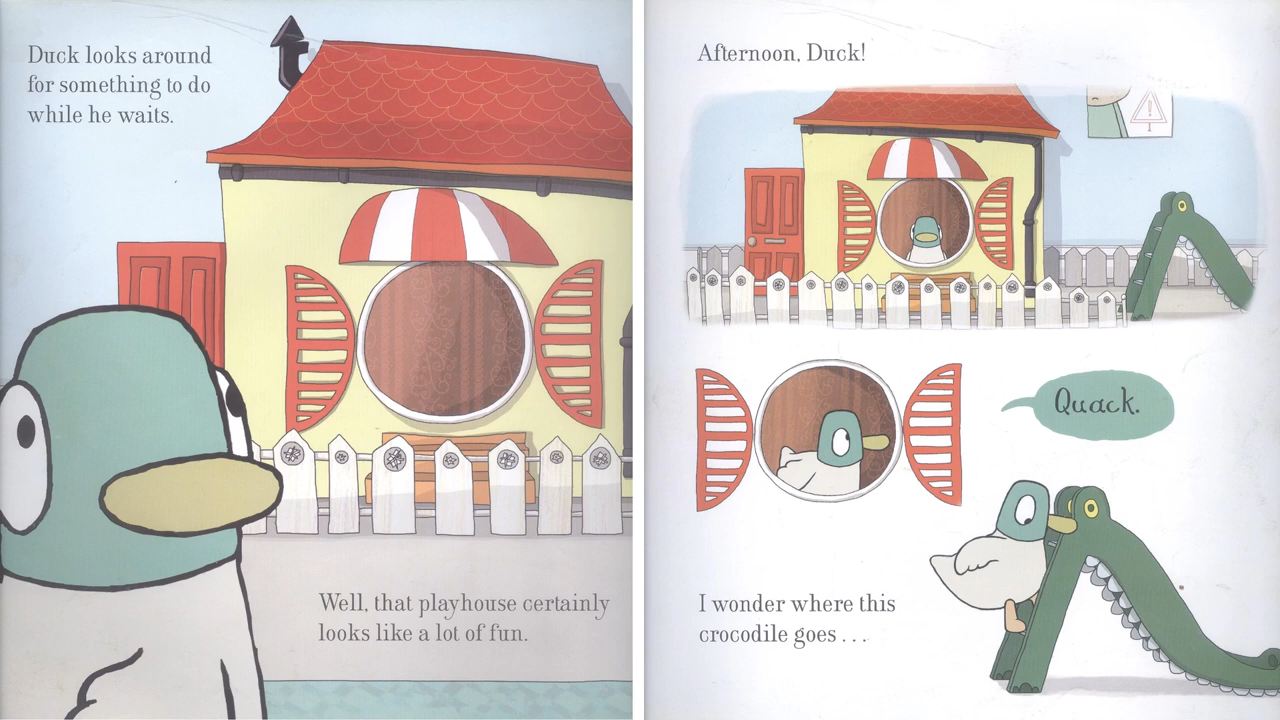 Duck looks around
for something to do
while he waits.
Well, that playhouse certainly
looks like a lot of fun.
Afternoon, Duck!
!
Quack.
I wonder where this
crocodile goes . . .